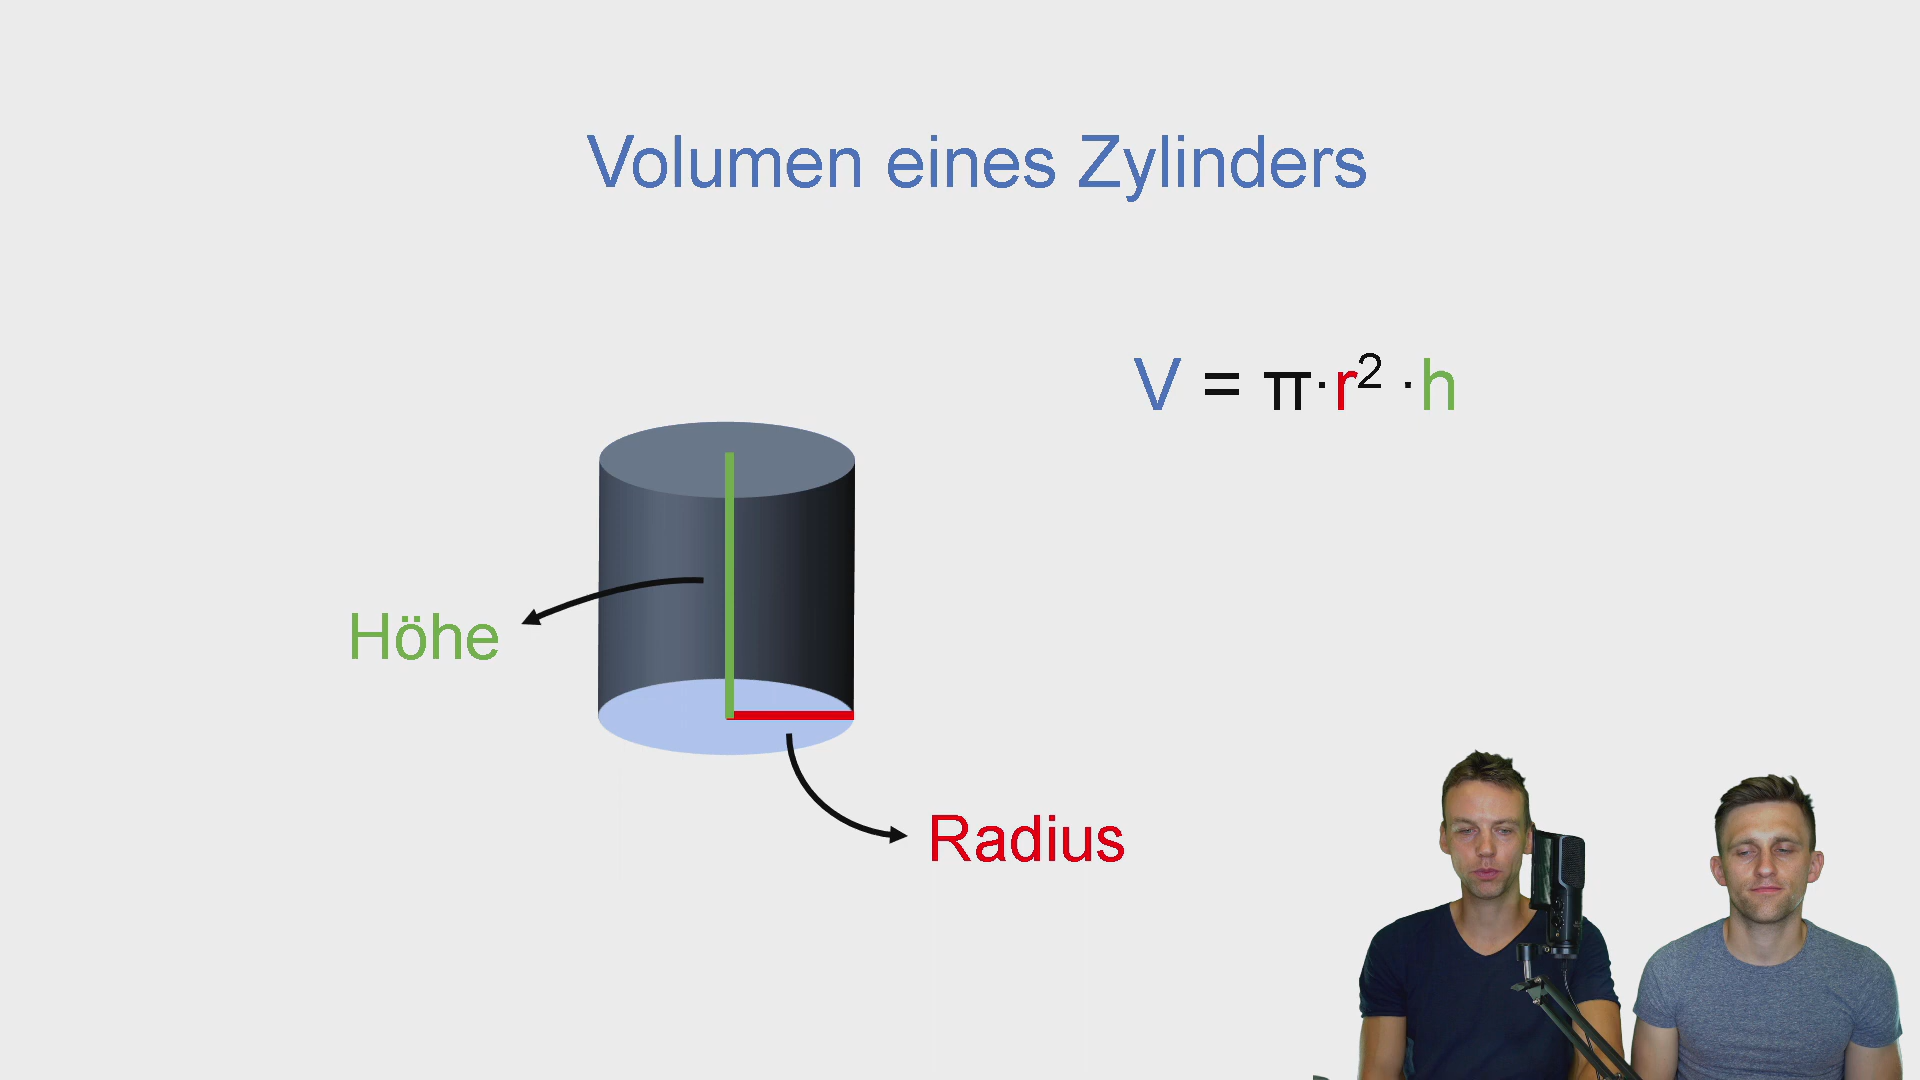 Volumen eines Zylinders
V = π·r² ·h
Höhe
Radius